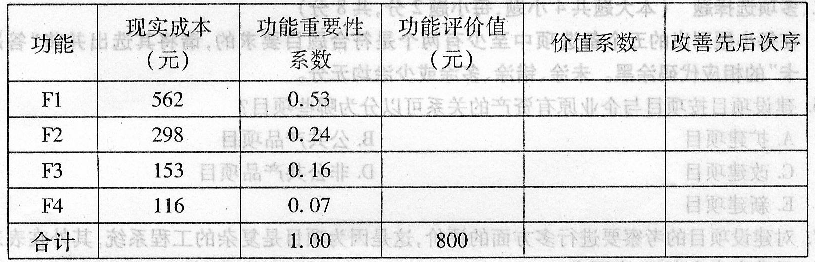 功能 现实成本（元） 功能重要性系数 功能评价值（元） 价值系数 改善先后次序
F1 562 0.53
F2 298 0.24
F3 153 0.16
F4 116 0.07
合计 1.00 800